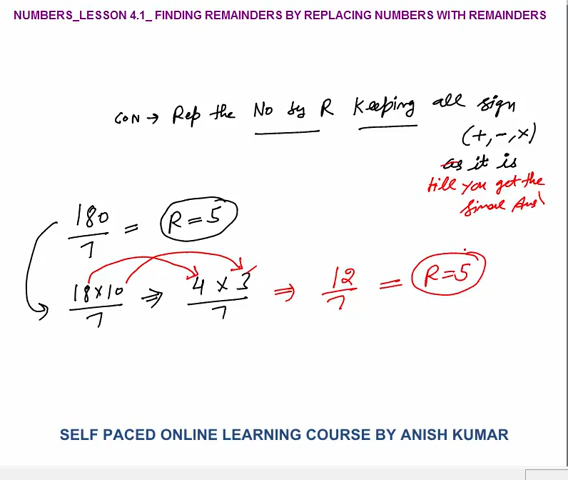 NUMBERS_LESSON 4.1_ FINDING REMAINDERS BY REPLACING NUMBERS WITH REMAINDERS
CON → Rep the No by R Keeping all sign
(+, -, ×)
as it is
till you get the
final Ans
180/7 = R = 5
18×10/7 ⇒ 4 × 3/7 ⇒ 12/7 = R=5
SELF PACED ONLINE LEARNING COURSE BY ANISH KUMAR